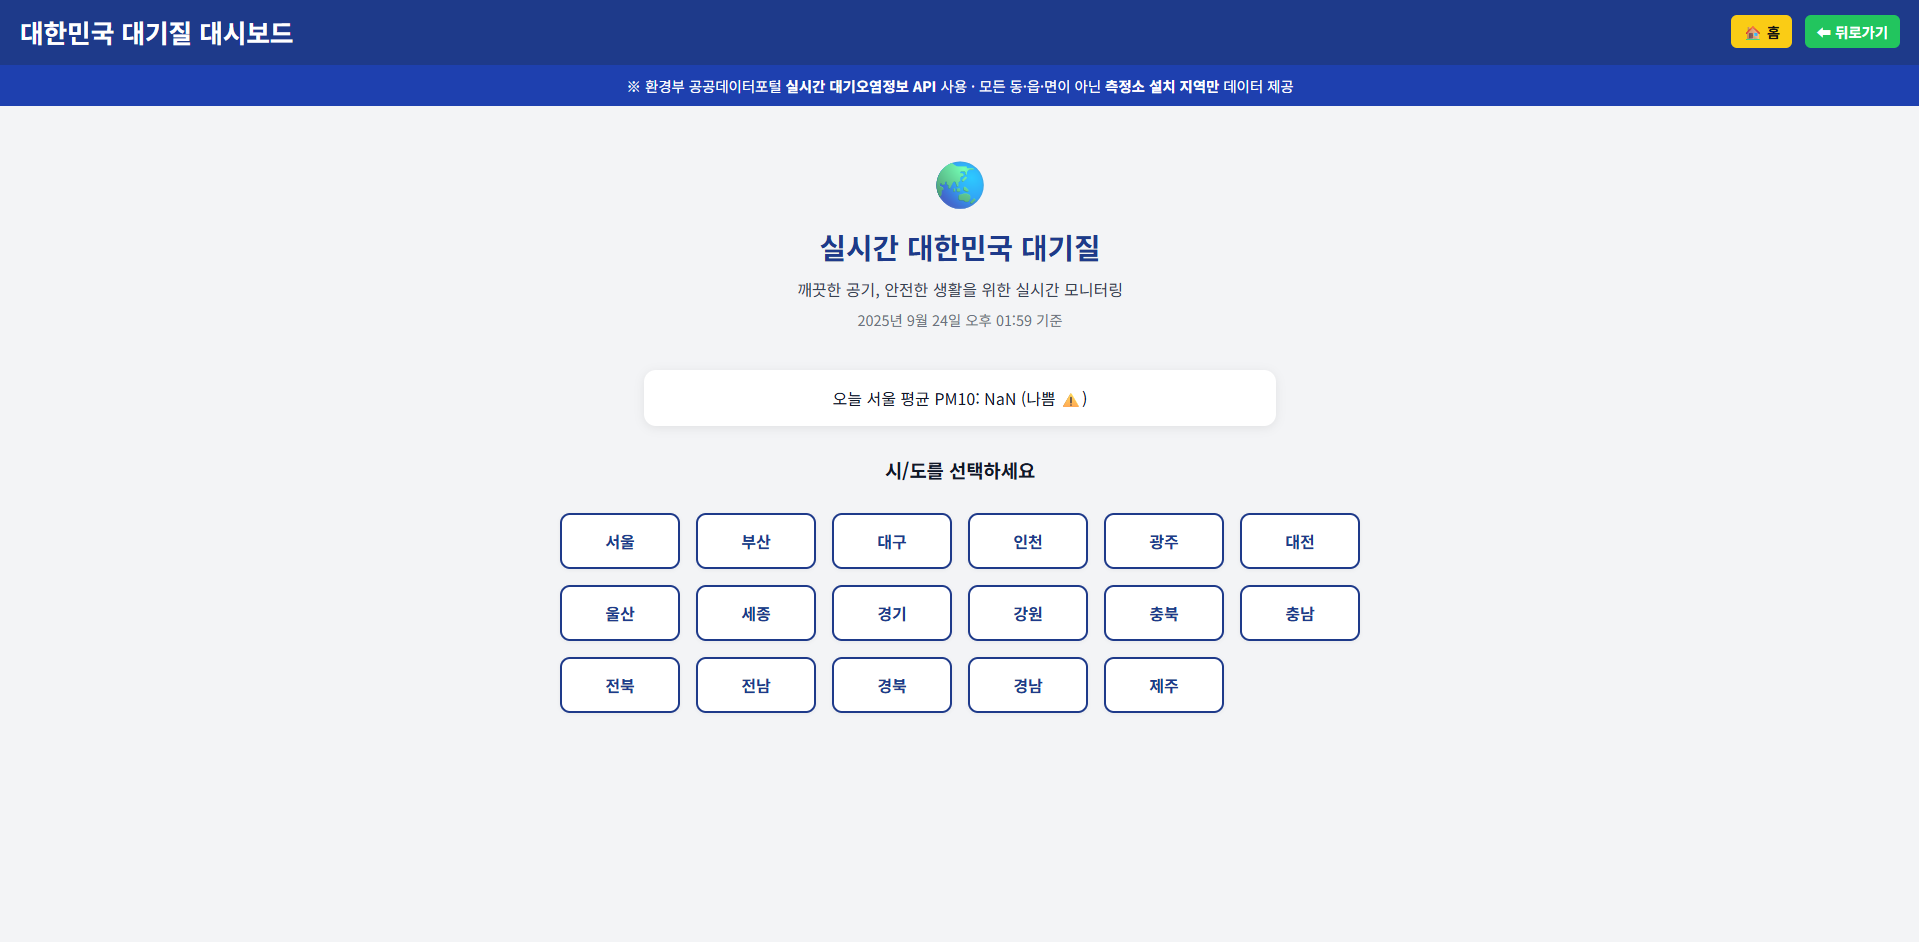 대한민국 대기질 대시보드
🏠 홈
⬅ 뒤로가기
※ 환경부 공공데이터포털 실시간 대기오염정보 API 사용 · 모든 동·읍·면이 아닌 측정소 설치 지역만 데이터 제공
실시간 대한민국 대기질
깨끗한 공기, 안전한 생활을 위한 실시간 모니터링
2025년 9월 24일 오후 01:59 기준
오늘 서울 평균 PM10: NaN (나쁨 ⚠️)
시/도를 선택하세요
서울 부산 대구 인천 광주 대전
울산 세종 경기 강원 충북 충남
전북 전남 경북 경남 제주